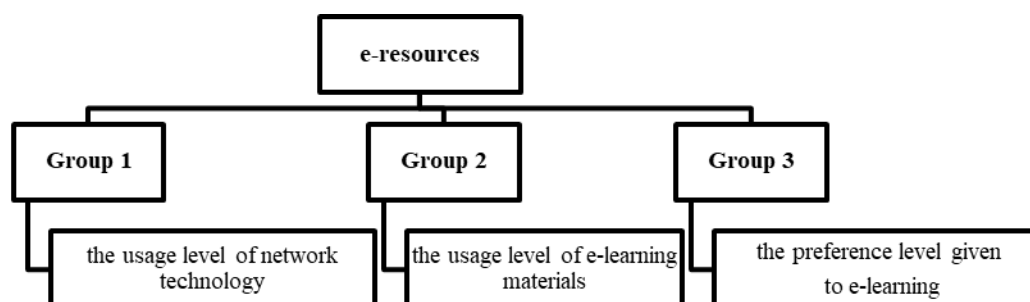 e-resources
Group 1
Group 2
Group 3
the usage level of network
technology
the usage level of e-learning
materials
the preference level given
to e-learning